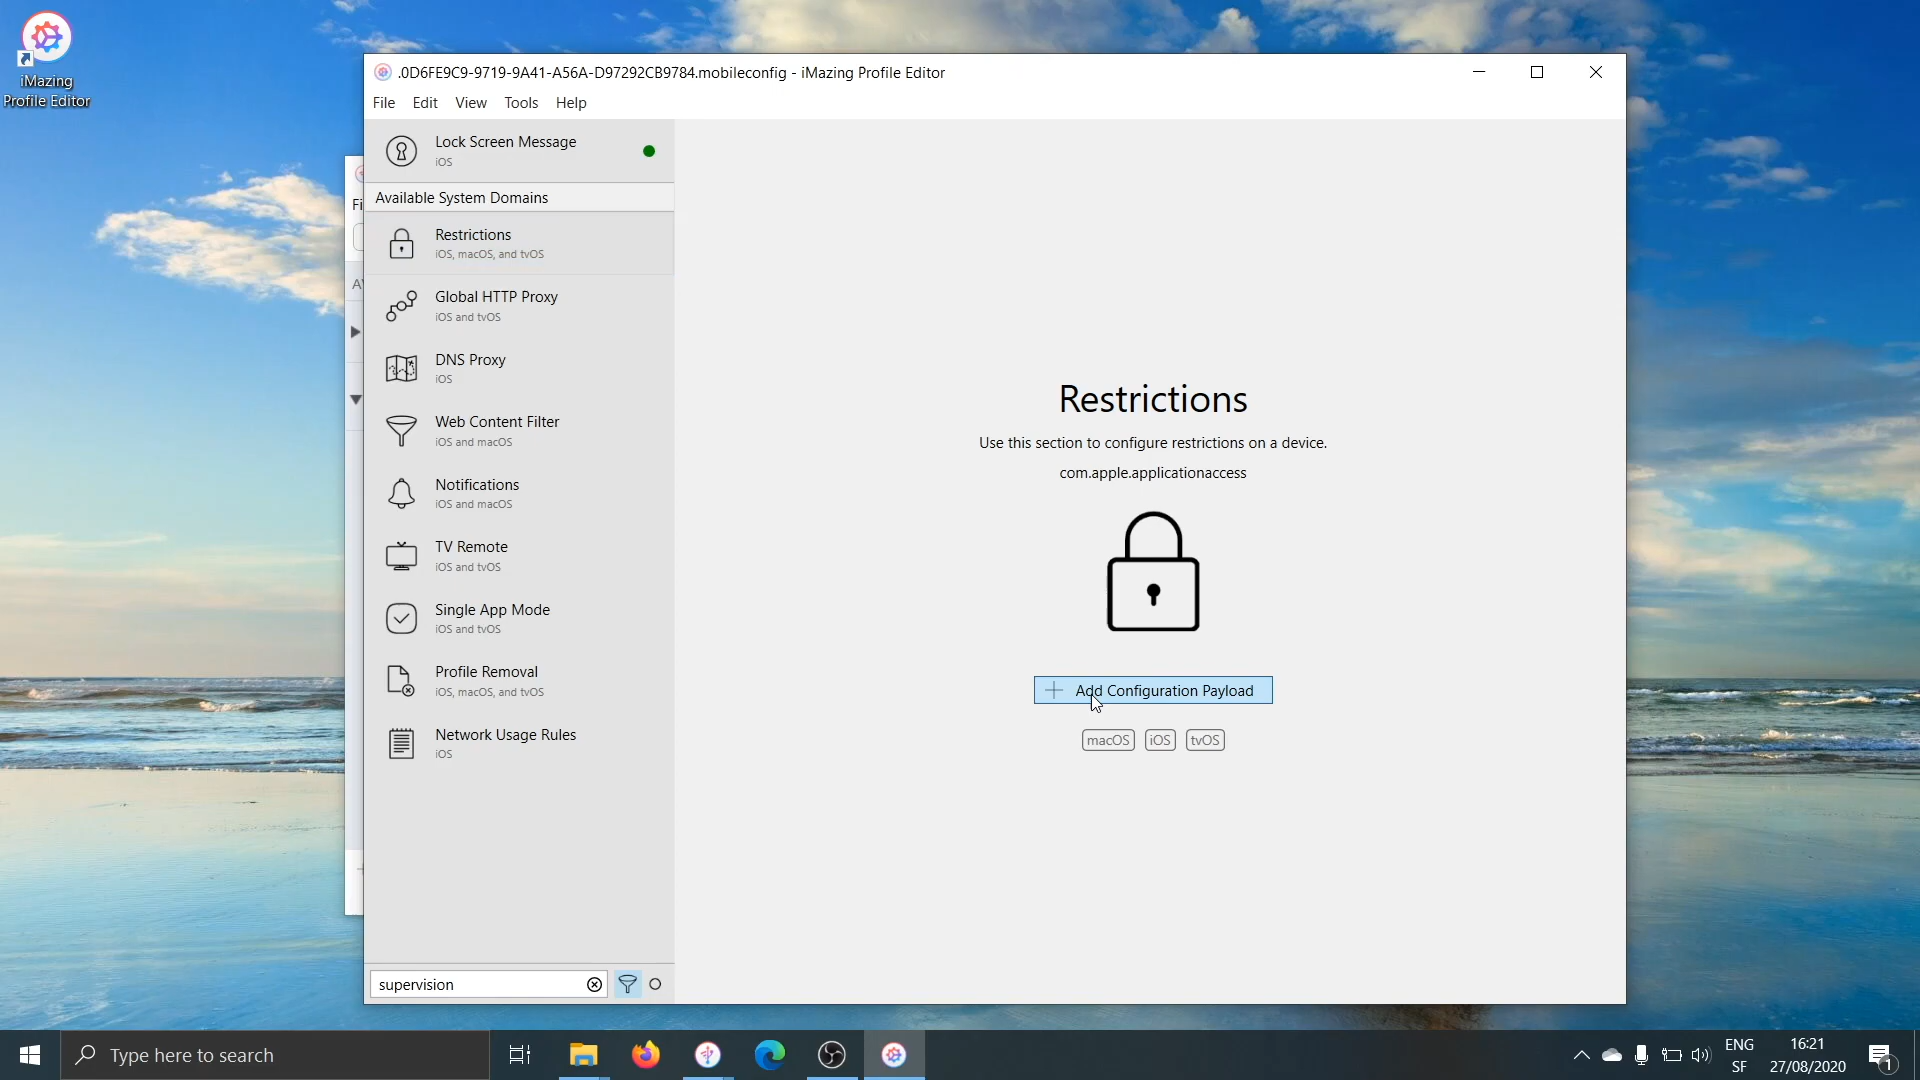 iMazing
Profile Editor
.0D6FE9C9-9719-9A41-A56A-D97292CB9784.mobileconfig - iMazing Profile Editor
File Edit View Tools Help
Lock Screen Message
iOS
Available System Domains
Restrictions
iOS, macOS, and tvOS
Global HTTP Proxy
iOS and tvOS
DNS Proxy
iOS
Web Content Filter
iOS and macOS
Notifications
iOS and macOS
TV Remote
iOS and tvOS
Single App Mode
iOS and tvOS
Profile Removal
iOS, macOS, and tvOS
Network Usage Rules
iOS
supervision
Restrictions
Use this section to configure restrictions on a device.
com.apple.applicationaccess
Add Configuration Payload
macOS iOS tvOS
Type here to search
ENG
SF
16:21
27/08/2020
1